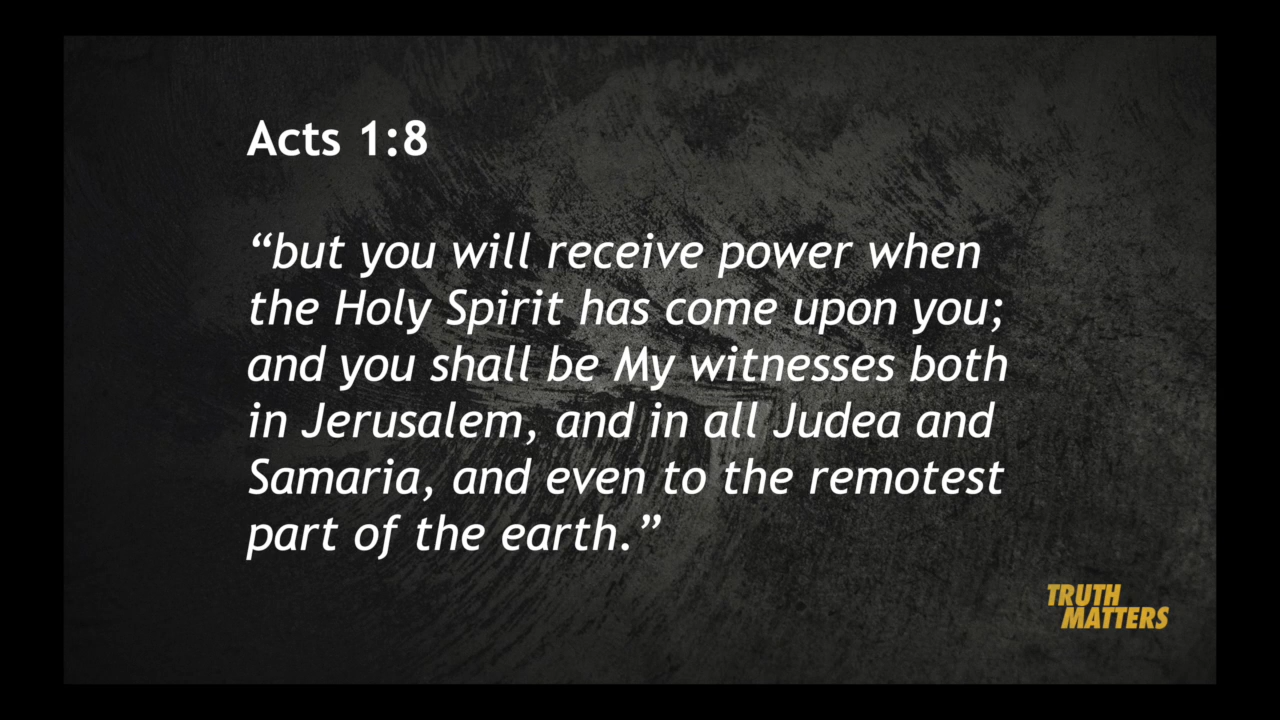 Acts 1:8
“but you will receive power when
the Holy Spirit has come upon you;
and you shall be My witnesses both
in Jerusalem, and in all Judea and
Samaria, and even to the remotest
part of the earth.”
TRUTH
MATTERS